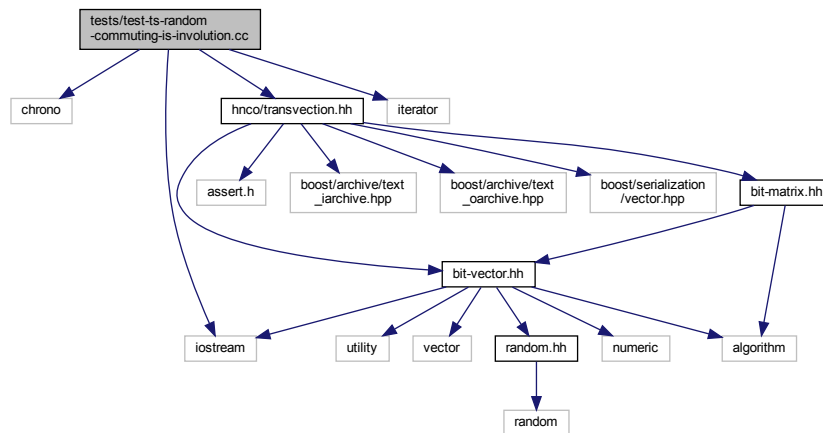 tests/test-ts-random
-commuting-is-involution.cc
chrono
hnco/transvection.hh
iterator
assert.h
boost/archive/text
_iarchive.hpp
boost/archive/text
_oarchive.hpp
boost/serialization
/vector.hpp
bit-matrix.hh
bit-vector.hh
iostream
utility
vector
random.hh
numeric
algorithm
random